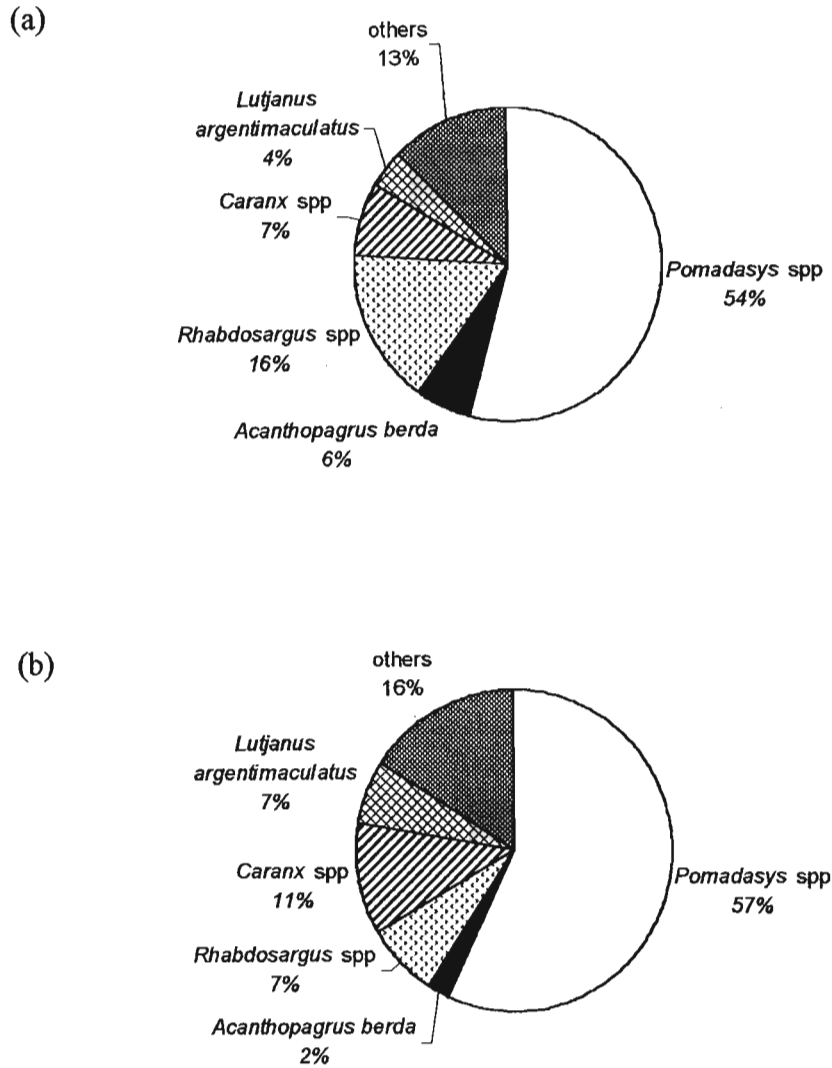 (a)
others
13%
Lutjanus
argentimaculatus
4%
Caranx spp
7%
Pomadasys spp
54%
Rhabdosargus spp
16%
Acanthopagrus berda
6%
(b)
others
16%
Lutjanus
argentimaculatus
7%
Caranx spp
11%
Pomadasys spp
57%
Rhabdosargus spp
7%
Acanthopagrus berda
2%